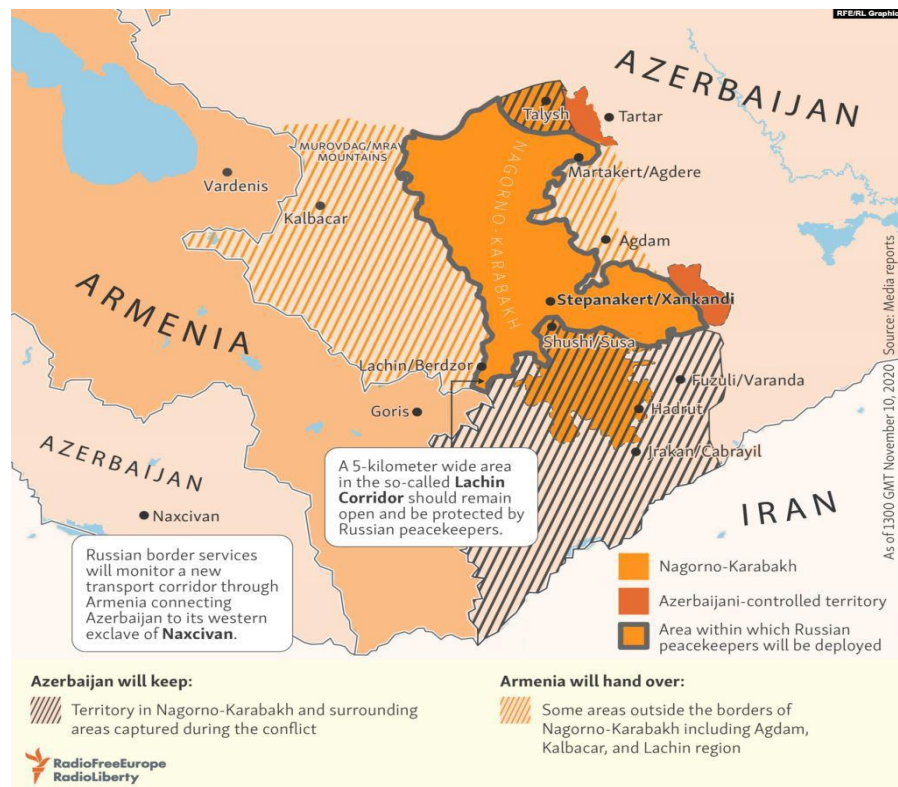 RFE/RL Graphic
AZERBAIJAN
Talysh
Tartar
MUROVDAG/MRAV
MOUNTAINS
Martakert/Agdere
Vardenis
Kalbacar
NAGORNO-KARABAKH
Agdam
ARMENIA
Stepanakert/Xankandi
Shushi/Susa
Lachin/Berdzor
Fuzuli/Varanda
Goris
Hadrut
Jrakan/Cabrayil
AZERBAIJAN
A 5-kilometer wide area
in the so-called Lachin
Corridor should remain
open and be protected by
Russian peacekeepers.
IRAN
Naxcivan
Russian border services
will monitor a new
transport corridor through
Armenia connecting
Azerbaijan to its western
exclave of Naxcivan.
Nagorno-Karabakh
Azerbaijani-controlled territory
Area within which Russian
peacekeepers will be deployed
As of 1300 GMT November 10, 2020 Source: Media reports
Azerbaijan will keep:
Territory in Nagorno-Karabakh and surrounding
areas captured during the conflict
Armenia will hand over:
Some areas outside the borders of
Nagorno-Karabakh including Agdam,
Kalbacar, and Lachin region
RadioFreeEurope
RadioLiberty